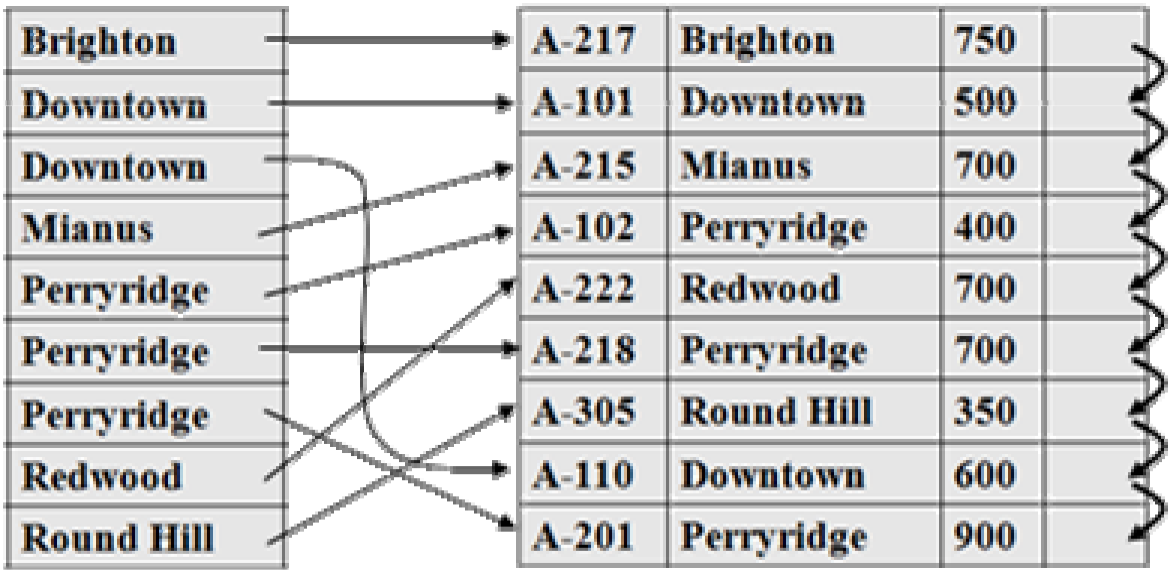 Brighton A-217 Brighton 750
Downtown A-101 Downtown 500
Downtown A-215 Mianus 700
Mianus A-102 Perryridge 400
Perryridge A-222 Redwood 700
Perryridge A-218 Perryridge 700
Perryridge A-305 Round Hill 350
Redwood A-110 Downtown 600
Round Hill A-201 Perryridge 900